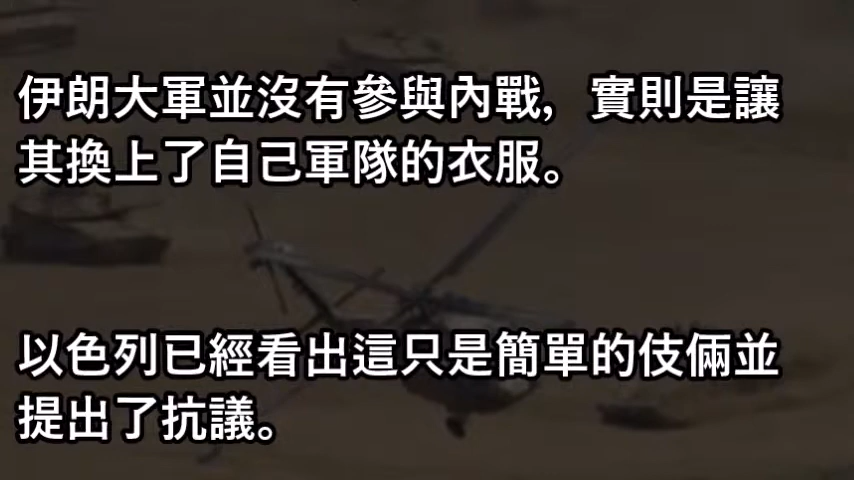 伊朗大軍並沒有參與內戰，實則是讓
其換上了自己軍隊的衣服。
以色列已經看出這只是簡單的伎倆並
提出了抗議。